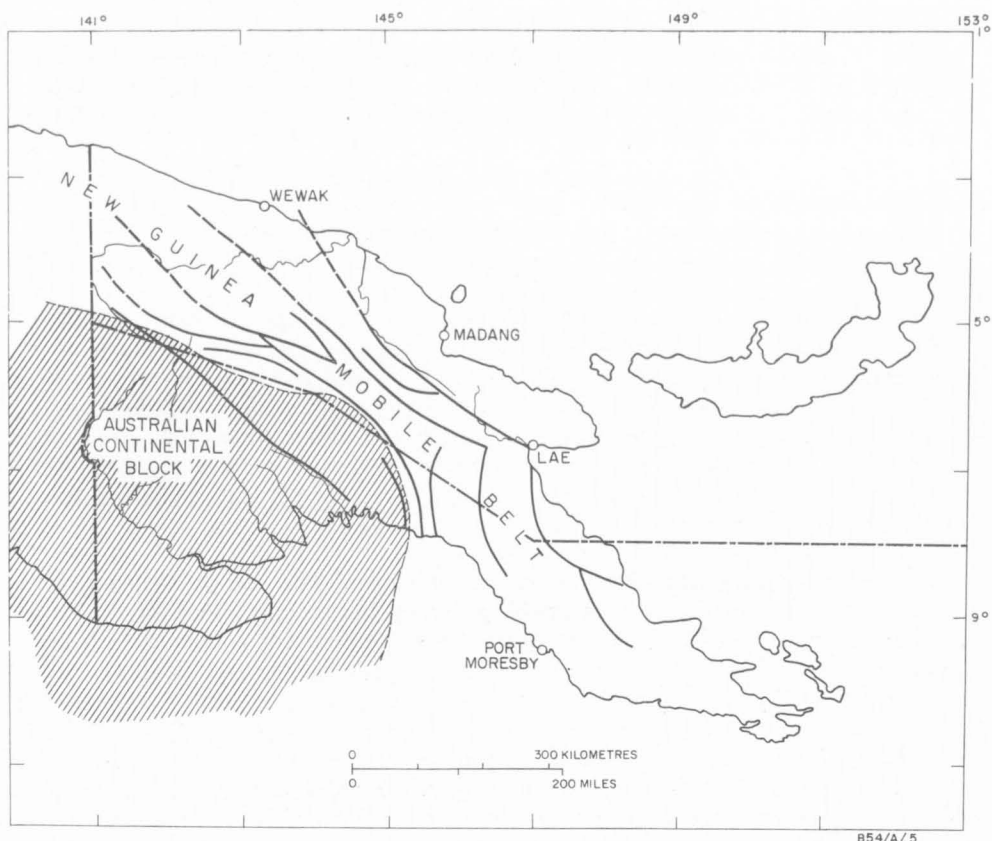 141°
145°
149°
153°
1°
NEW GUINEA MOBILE BELT
WEWAK
5°
MADANG
AUSTRALIAN
CONTINENTAL
BLOCK
LAE
9°
PORT
MORESBY
0 300 KILOMETRES
0 200 MILES
B54/A/5